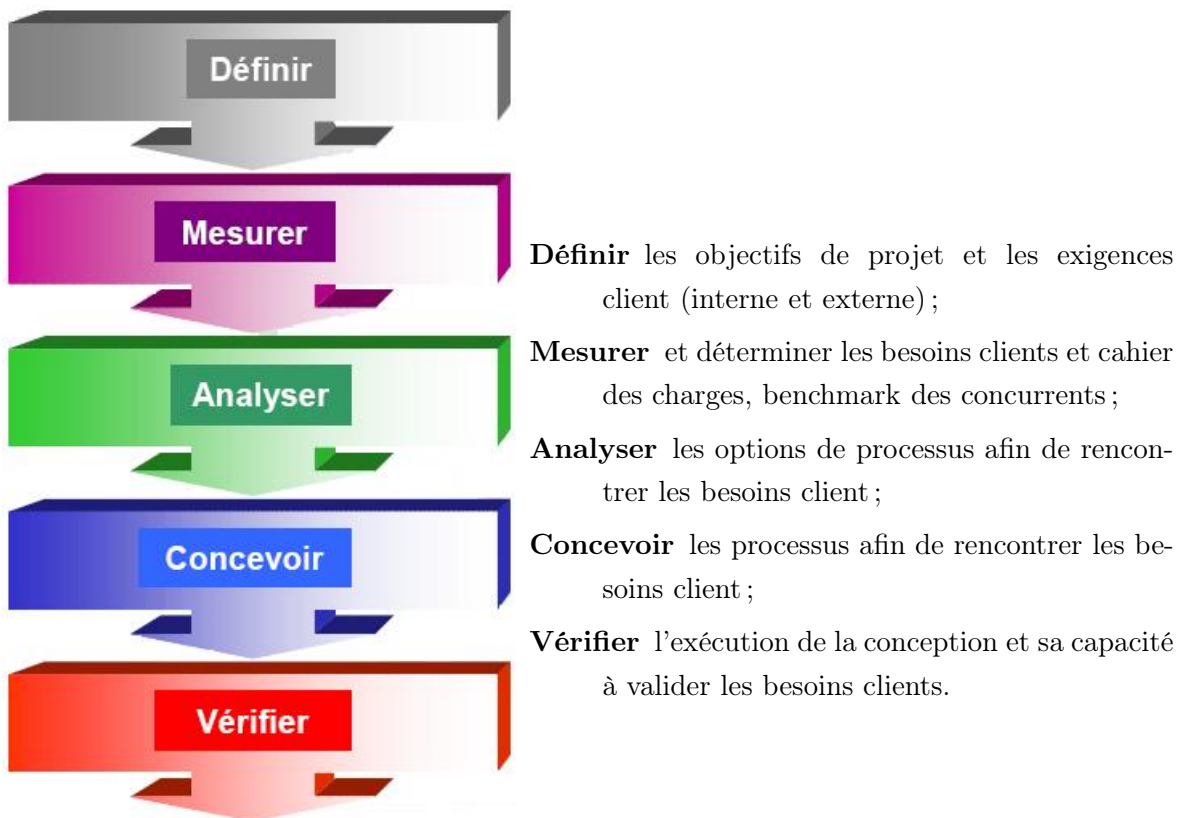 Définir
Mesurer
Analyser
Concevoir
Vérifier
Définir les objectifs de projet et les exigences
client (interne et externe) ;
Mesurer et déterminer les besoins clients et cahier
des charges, benchmark des concurrents ;
Analyser les options de processus afin de rencon-
trer les besoins client ;
Concevoir les processus afin de rencontrer les be-
soins client ;
Vérifier l'exécution de la conception et sa capacité
à valider les besoins clients.